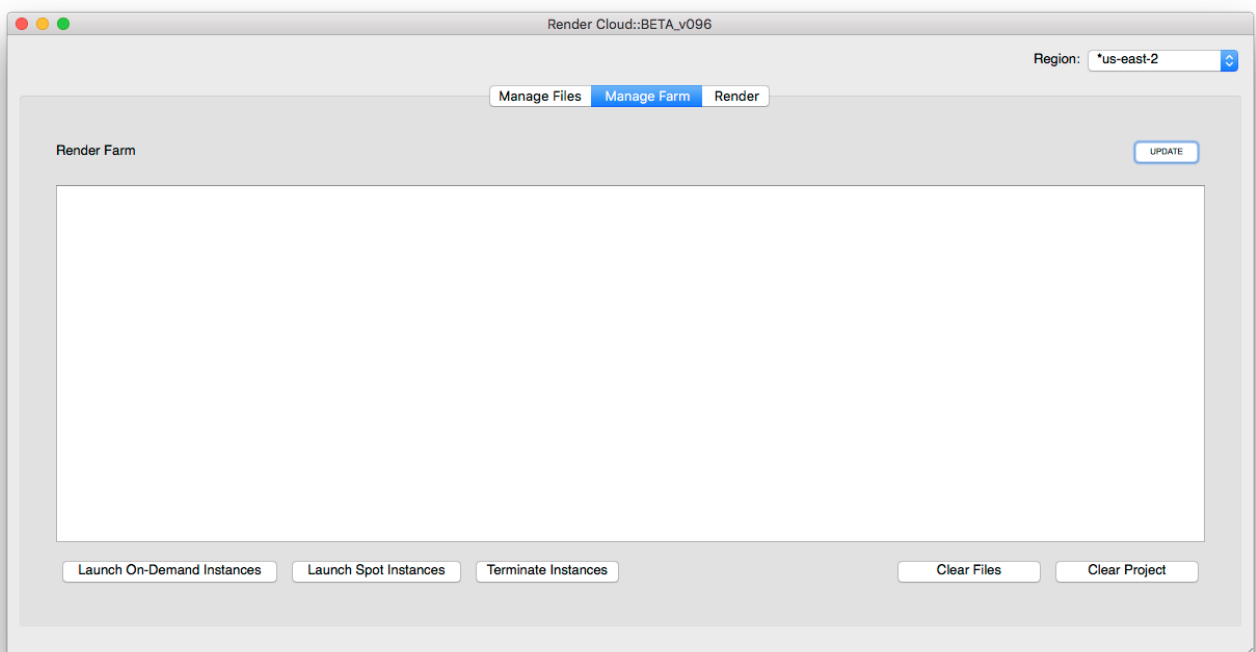 Render Cloud::BETA_v096
Region: *us-east-2
Manage Files Manage Farm Render
Render Farm UPDATE
Launch On-Demand Instances Launch Spot Instances Terminate Instances Clear Files Clear Project